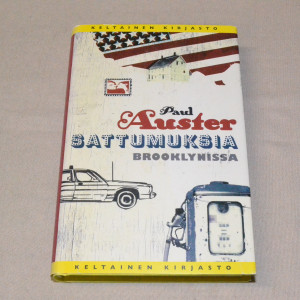 KELTAINEN KIRJASTO
Paul
Auster
SATTUMUKSIA
BROOKLYNISSA
KELTAINEN KIRJASTO